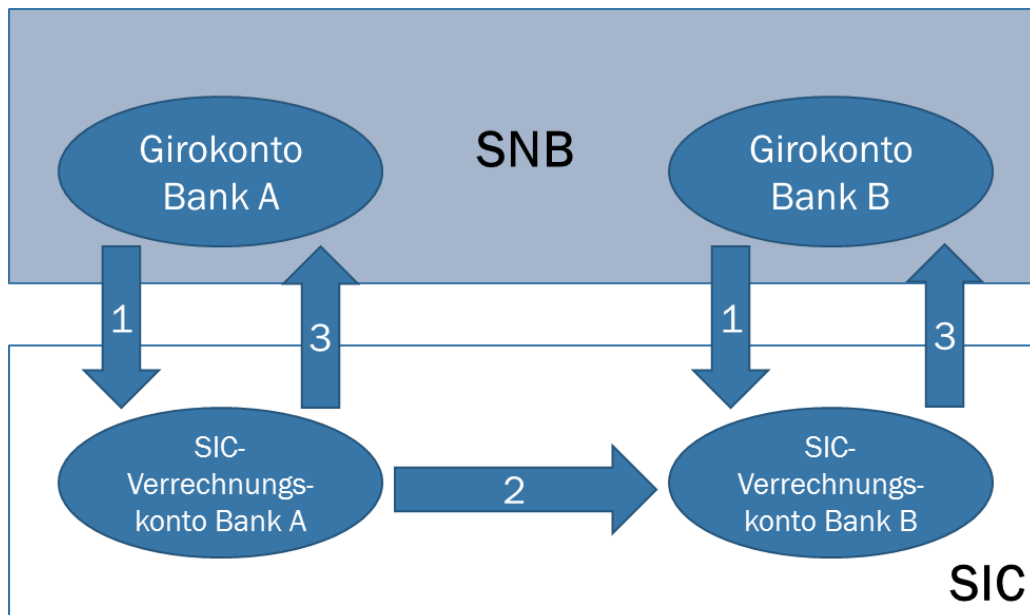 Girokonto
Bank A
SNB
Girokonto
Bank B
1
3
1
3
SIC-
Verrechnungs-
konto Bank A
2
SIC-
Verrechnungs-
konto Bank B
SIC